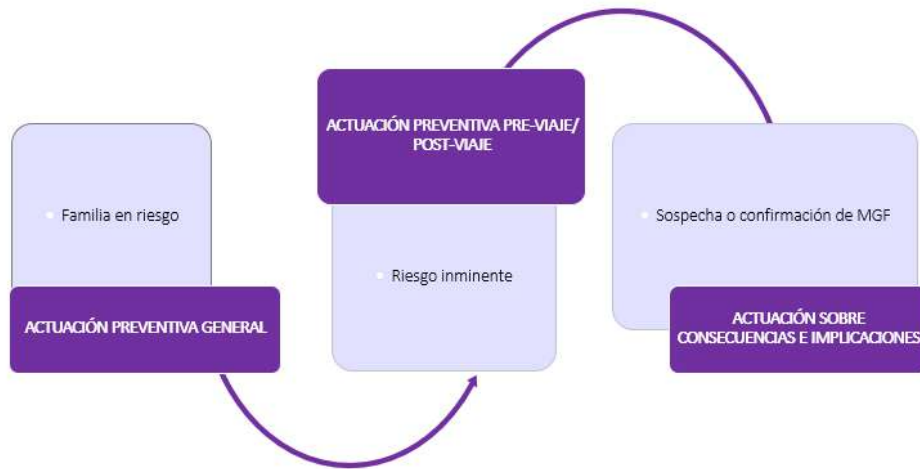 • Familia en riesgo
ACTUACIÓN PREVENTIVA GENERAL
ACTUACIÓN PREVENTIVA PRE-VIAJE/
POST-VIAJE
• Riesgo inminente
• Sospecha o confirmación de MGF
ACTUACIÓN SOBRE
CONSECUENCIAS E IMPLICACIONES